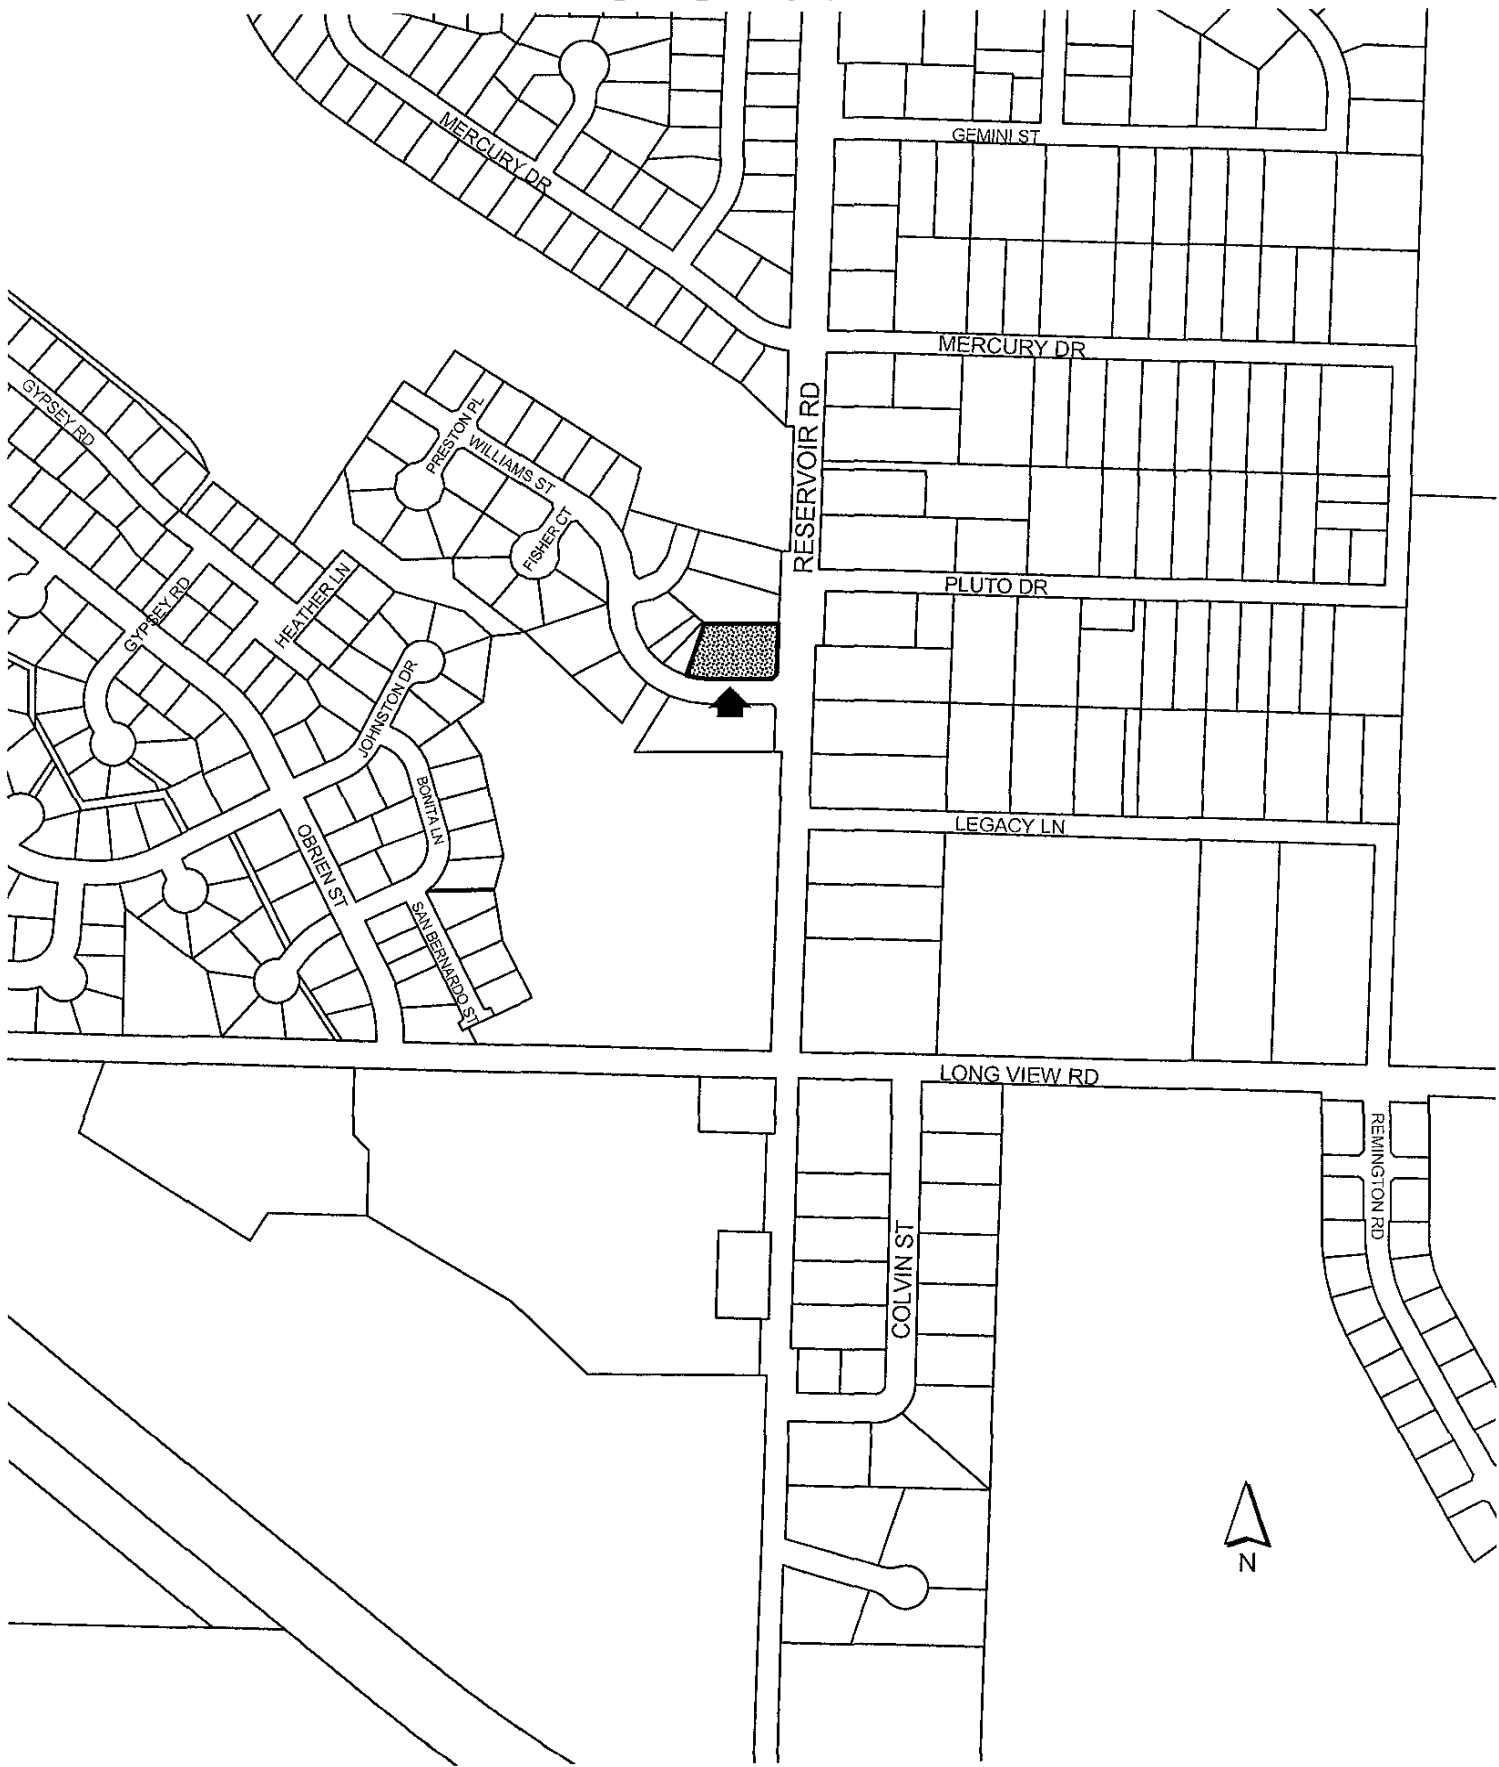 GEMINI ST
MERCURY DR
MERCURY DR
GYPSEY RD
RESERVOIR RD
PRESTON PL
WILLIAMS ST
FISHER CT
HEATHER LN
PLUTO DR
GYPSEY RD
JOHNSTON DR
BONITA LN
LEGACY LN
OBRIEN ST
SAN BERNARDO ST
LONG VIEW RD
REMINGTON RD
COLVIN ST
N